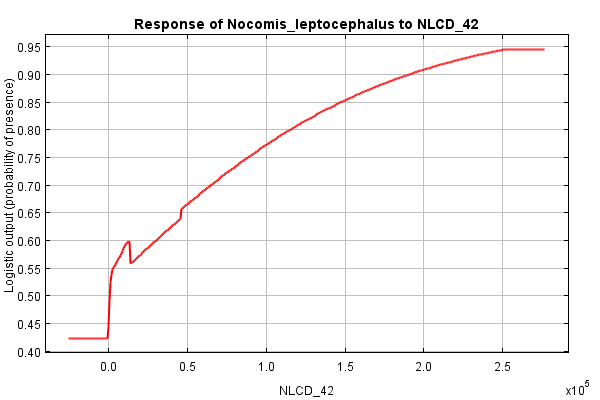 Response of Nocomis_leptocephalus to NLCD_42
Logistic output (probability of presence)
0.95
0.90
0.85
0.80
0.75
0.70
0.65
0.60
0.55
0.50
0.45
0.40
0.0 0.5 1.0 1.5 2.0 2.5
NLCD_42
x10⁵